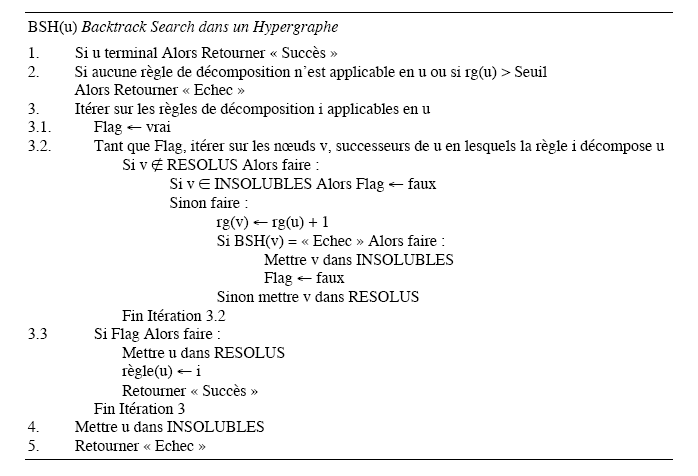 BSH(u) Backtrack Search dans un Hypergraphe
1. Si u terminal Alors Retourner « Succès »
2. Si aucune règle de décomposition n’est applicable en u ou si rg(u) > Seuil
Alors Retourner « Echec »
3. Itérer sur les règles de décomposition i applicables en u
3.1. Flag ← vrai
3.2. Tant que Flag, itérer sur les nœuds v, successeurs de u en lesquels la règle i décompose u
Si v ∉ RESOLUS Alors faire :
Si v ∈ INSOLUBLES Alors Flag ← faux
Sinon faire :
rg(v) ← rg(u) + 1
Si BSH(v) = « Echec » Alors faire :
Mettre v dans INSOLUBLES
Flag ← faux
Sinon mettre v dans RESOLUS
Fin Itération 3.2
3.3 Si Flag Alors faire :
Mettre u dans RESOLUS
règle(u) ← i
Retourner « Succès »
Fin Itération 3
4. Mettre u dans INSOLUBLES
5. Retourner « Echec »